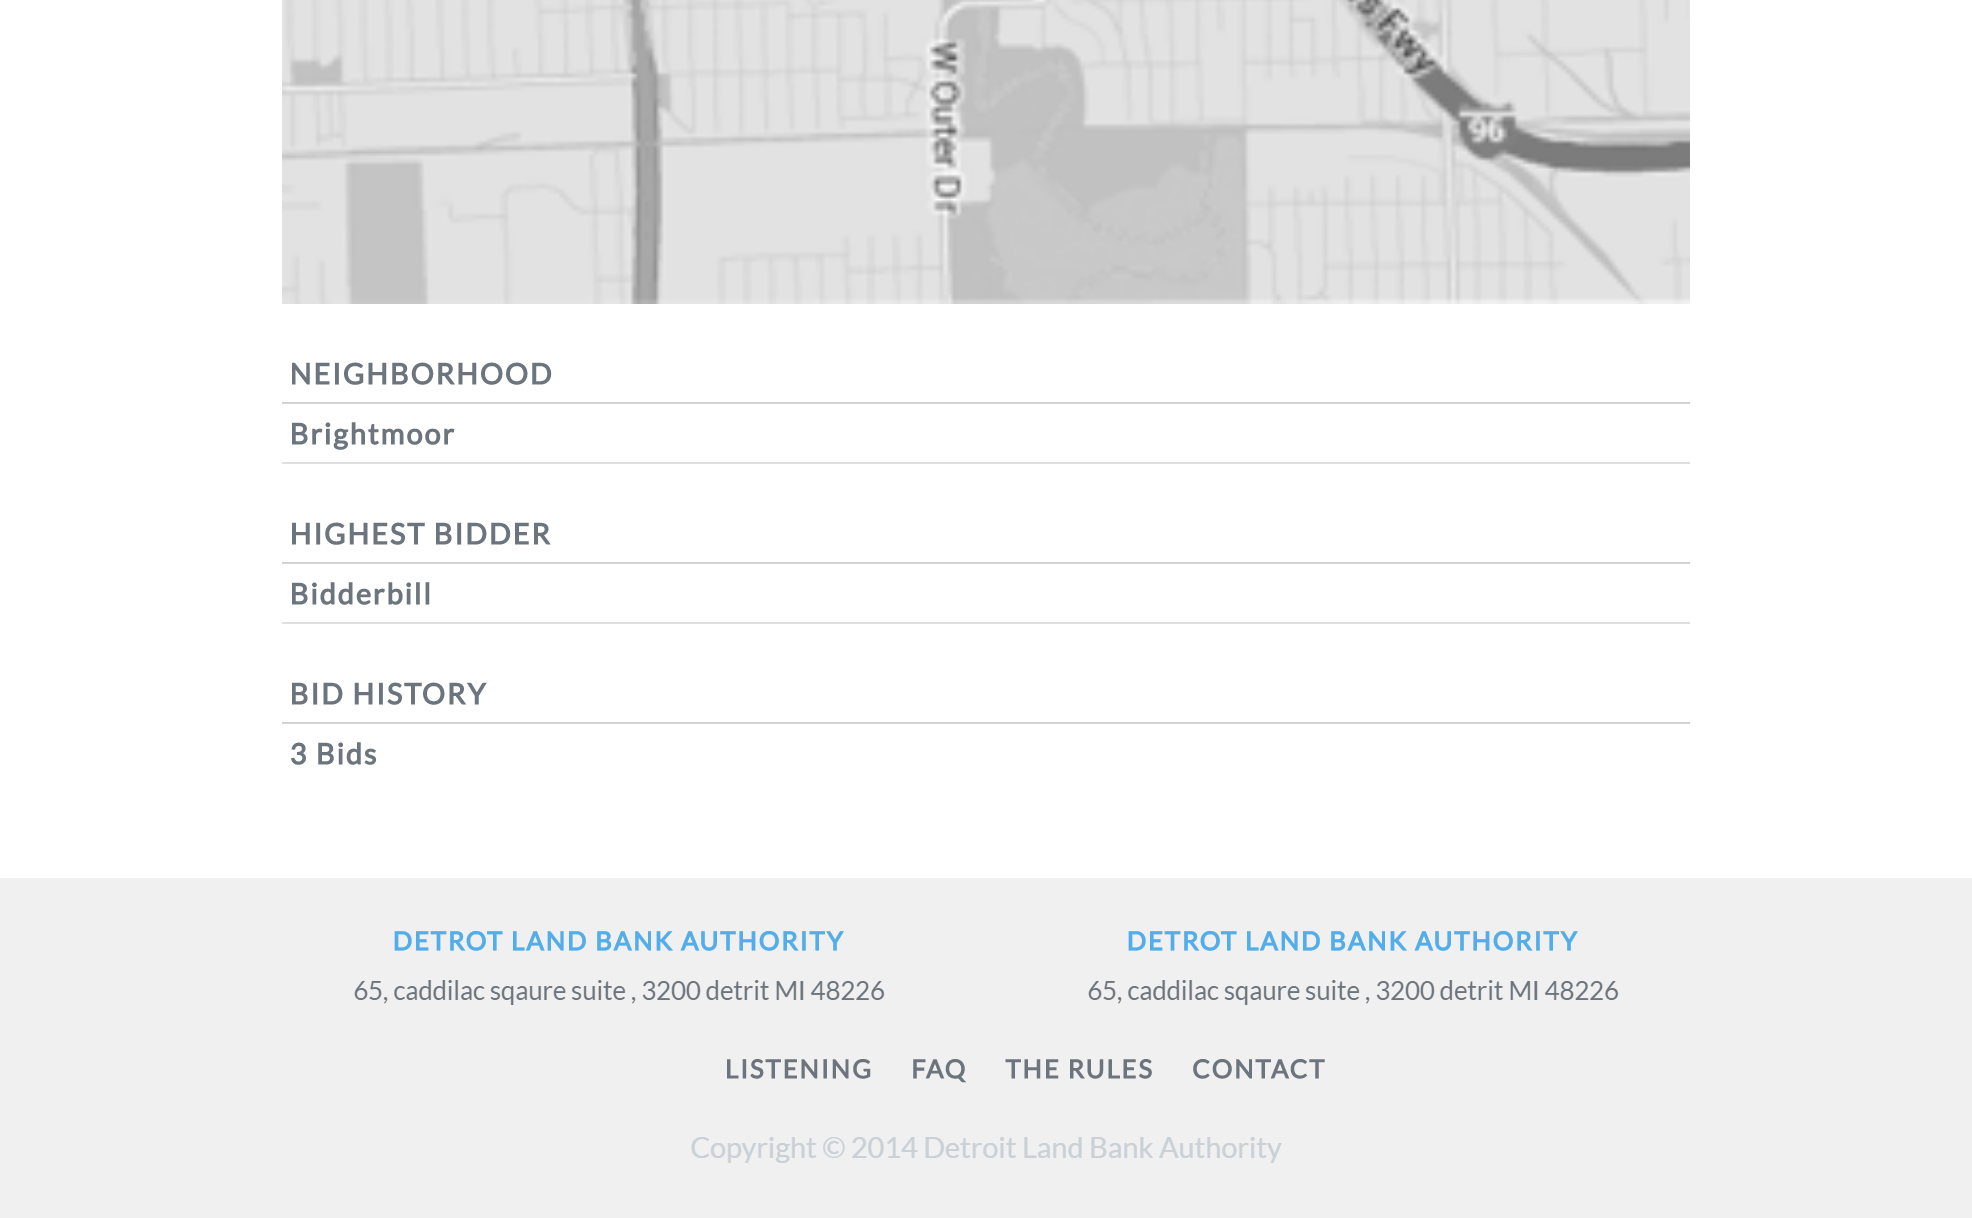 s Fwy
W Outer Dr
96
NEIGHBORHOOD
Brightmoor
HIGHEST BIDDER
Bidderbill
BID HISTORY
3 Bids
DETROT LAND BANK AUTHORITY
65, caddilac sqaure suite , 3200 detrit MI 48226
DETROT LAND BANK AUTHORITY
65, caddilac sqaure suite , 3200 detrit MI 48226
LISTENING FAQ THE RULES CONTACT
Copyright © 2014 Detroit Land Bank Authority